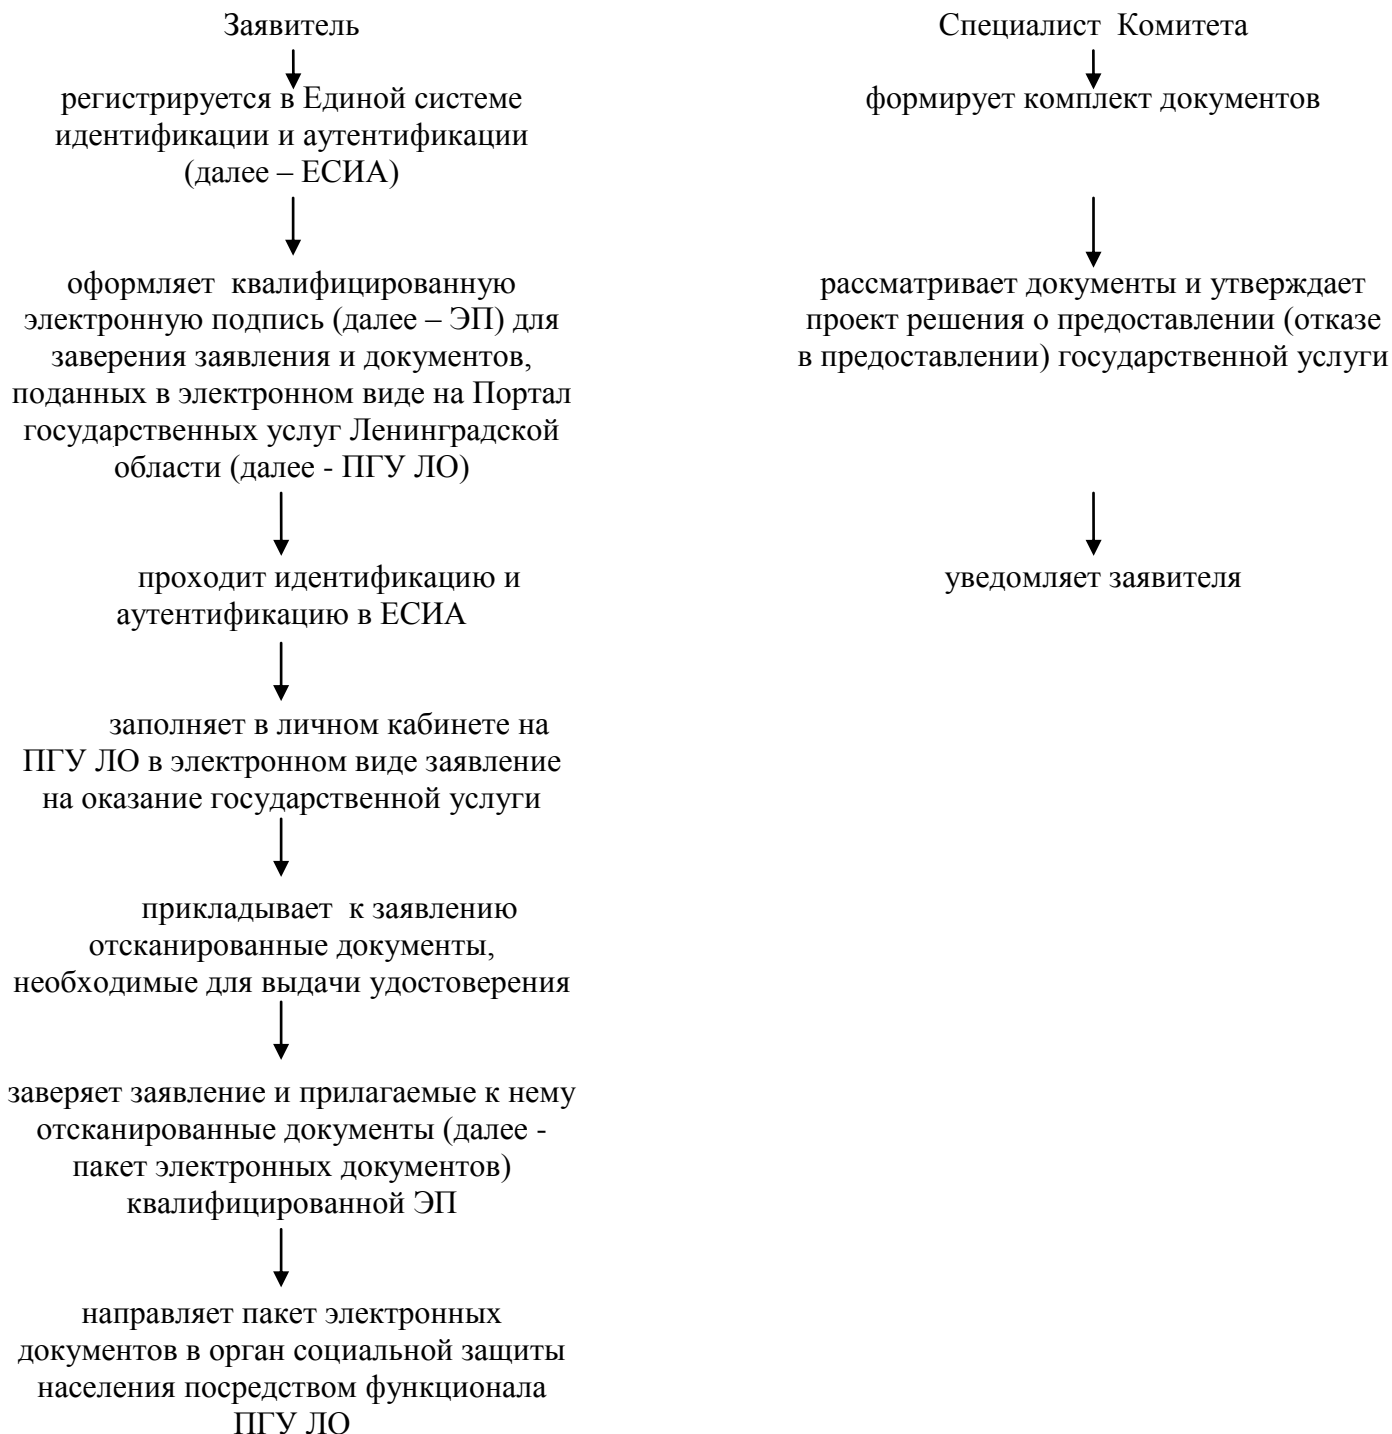 Заявитель
регистрируется в Единой системе
идентификации и аутентификации
(далее – ЕСИА)
оформляет квалифицированную
электронную подпись (далее – ЭП) для
заверения заявления и документов,
поданных в электронном виде на Портал
государственных услуг Ленинградской
области (далее - ПГУ ЛО)
проходит идентификацию и
аутентификацию в ЕСИА
заполняет в личном кабинете на
ПГУ ЛО в электронном виде заявление
на оказание государственной услуги
прикладывает к заявлению
отсканированные документы,
необходимые для выдачи удостоверения
заверяет заявление и прилагаемые к нему
отсканированные документы (далее -
пакет электронных документов)
квалифицированной ЭП
направляет пакет электронных
документов в орган социальной защиты
населения посредством функционала
ПГУ ЛО
Специалист Комитета
формирует комплект документов
рассматривает документы и утверждает
проект решения о предоставлении (отказе
в предоставлении) государственной услуги
уведомляет заявителя